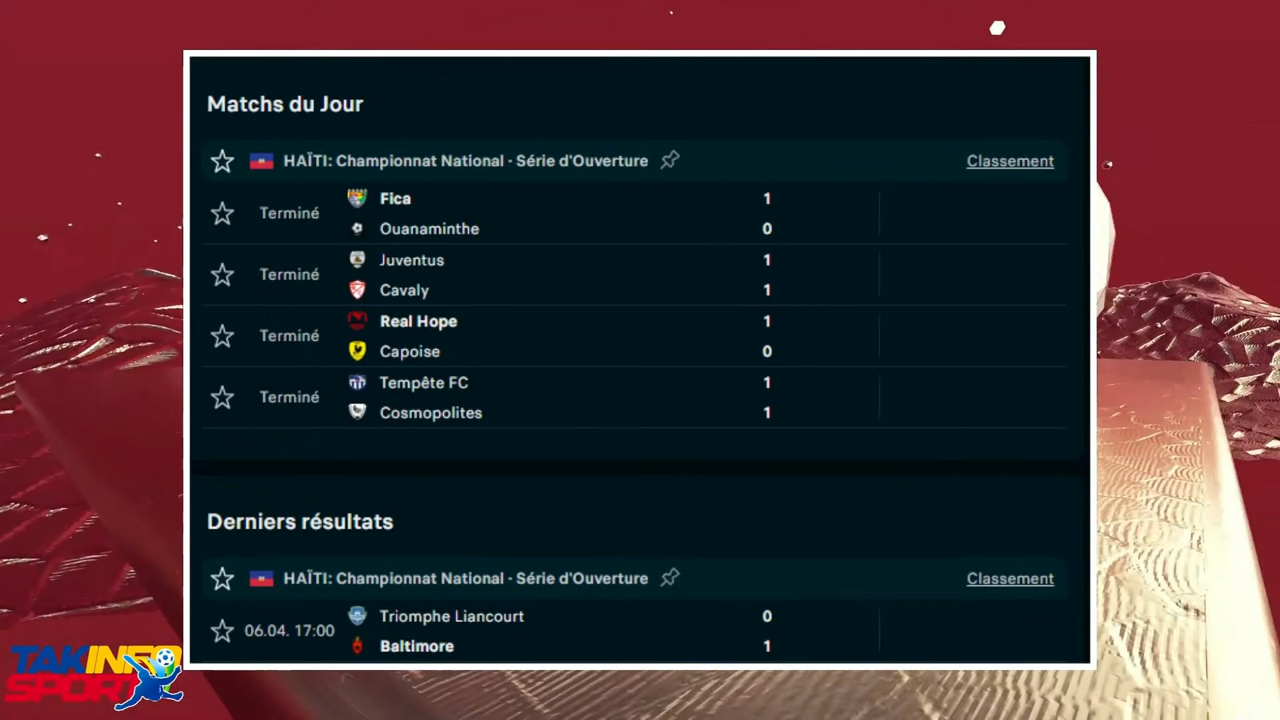 Matchs du Jour
HAÏTI: Championnat National - Série d'Ouverture Classement
Terminé
Fica 1
Ouanaminthe 0
Terminé
Juventus 1
Cavaly 1
Terminé
Real Hope 1
Capoise 0
Terminé
Tempête FC 1
Cosmopolites 1
Derniers résultats
HAÏTI: Championnat National - Série d'Ouverture Classement
06.04. 17:00
Triomphe Liancourt 0
Baltimore 1
TAKINFO
SPORT